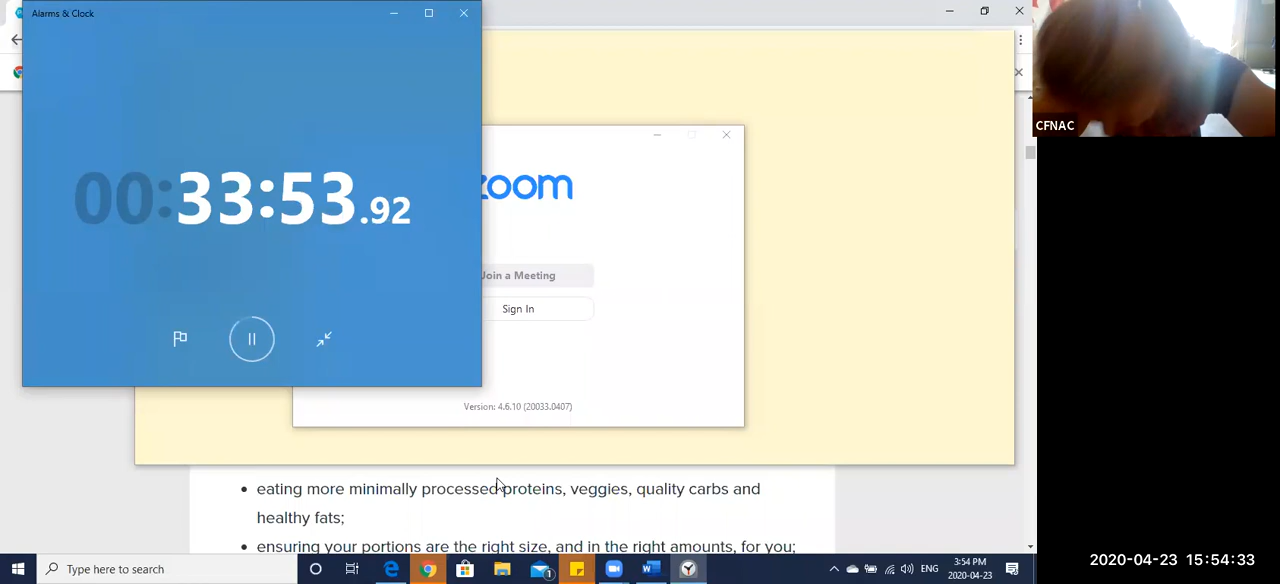 Alarms & Clock
00:33:53.92
zoom
Join a Meeting
Sign In
Version: 4.6.10 (20033.0407)
eating more minimally processed proteins, veggies, quality carbs and
healthy fats;
ensuring your portions are the right size, and in the right amounts, for you;
Type here to search
1
ENG
3:54 PM
2020-04-23
CFNAC
2020-04-23 15:54:33